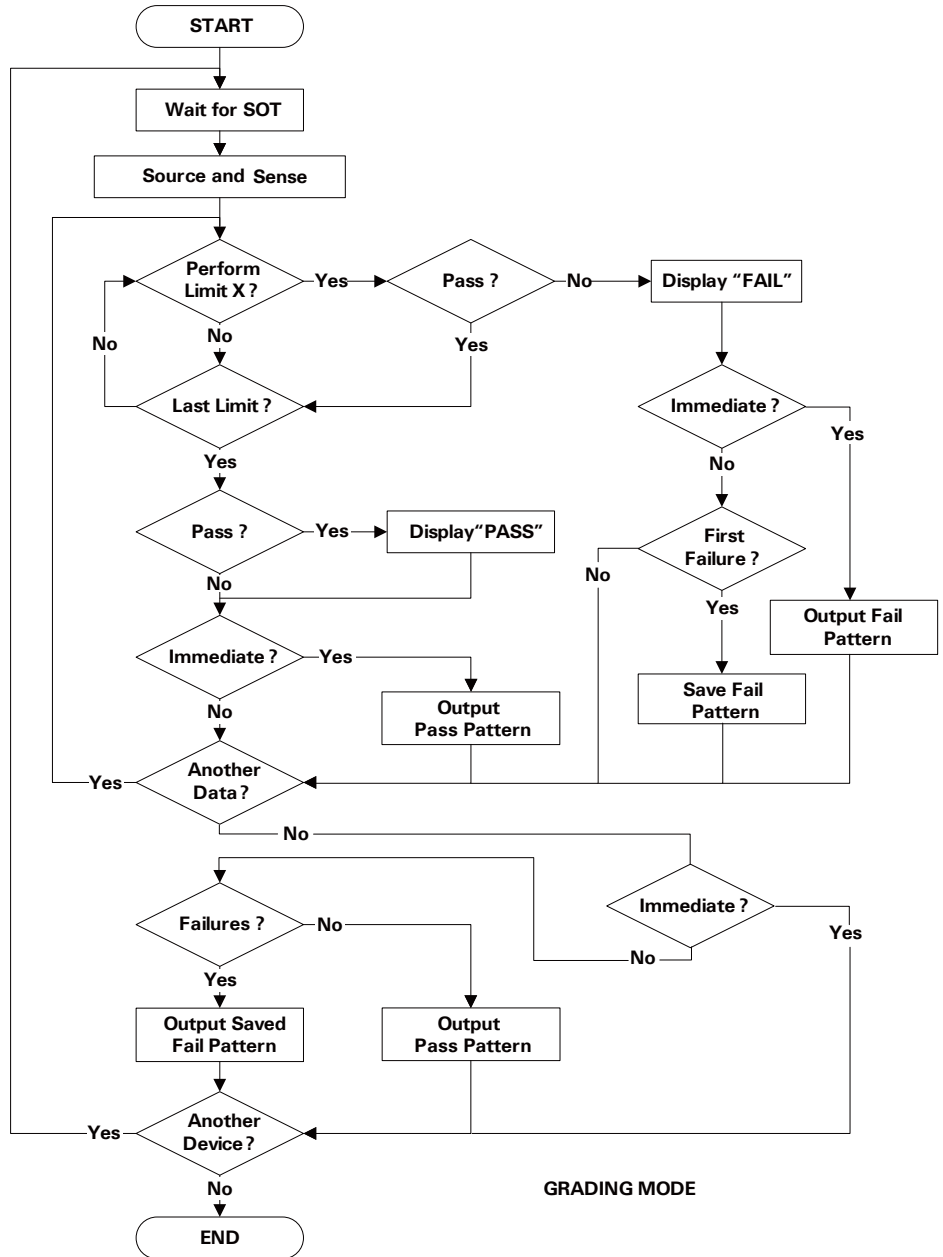 START
Wait for SOT
Source and Sense
Perform
Limit X ?
Yes
Pass ?
No
Display “FAIL”
No
No
Yes
Last Limit ?
Immediate ?
Yes
Yes
No
Pass ?
Yes
Display“PASS”
First
Failure ?
No
No
Yes
Immediate ?
Yes
Output Fail
Pattern
No
Output
Pass Pattern
Save Fail
Pattern
Yes
Another
Data ?
No
Failures ?
No
Immediate ?
Yes
No
Yes
Output Saved
Fail Pattern
Output
Pass Pattern
Yes
Another
Device ?
No
GRADING MODE
END